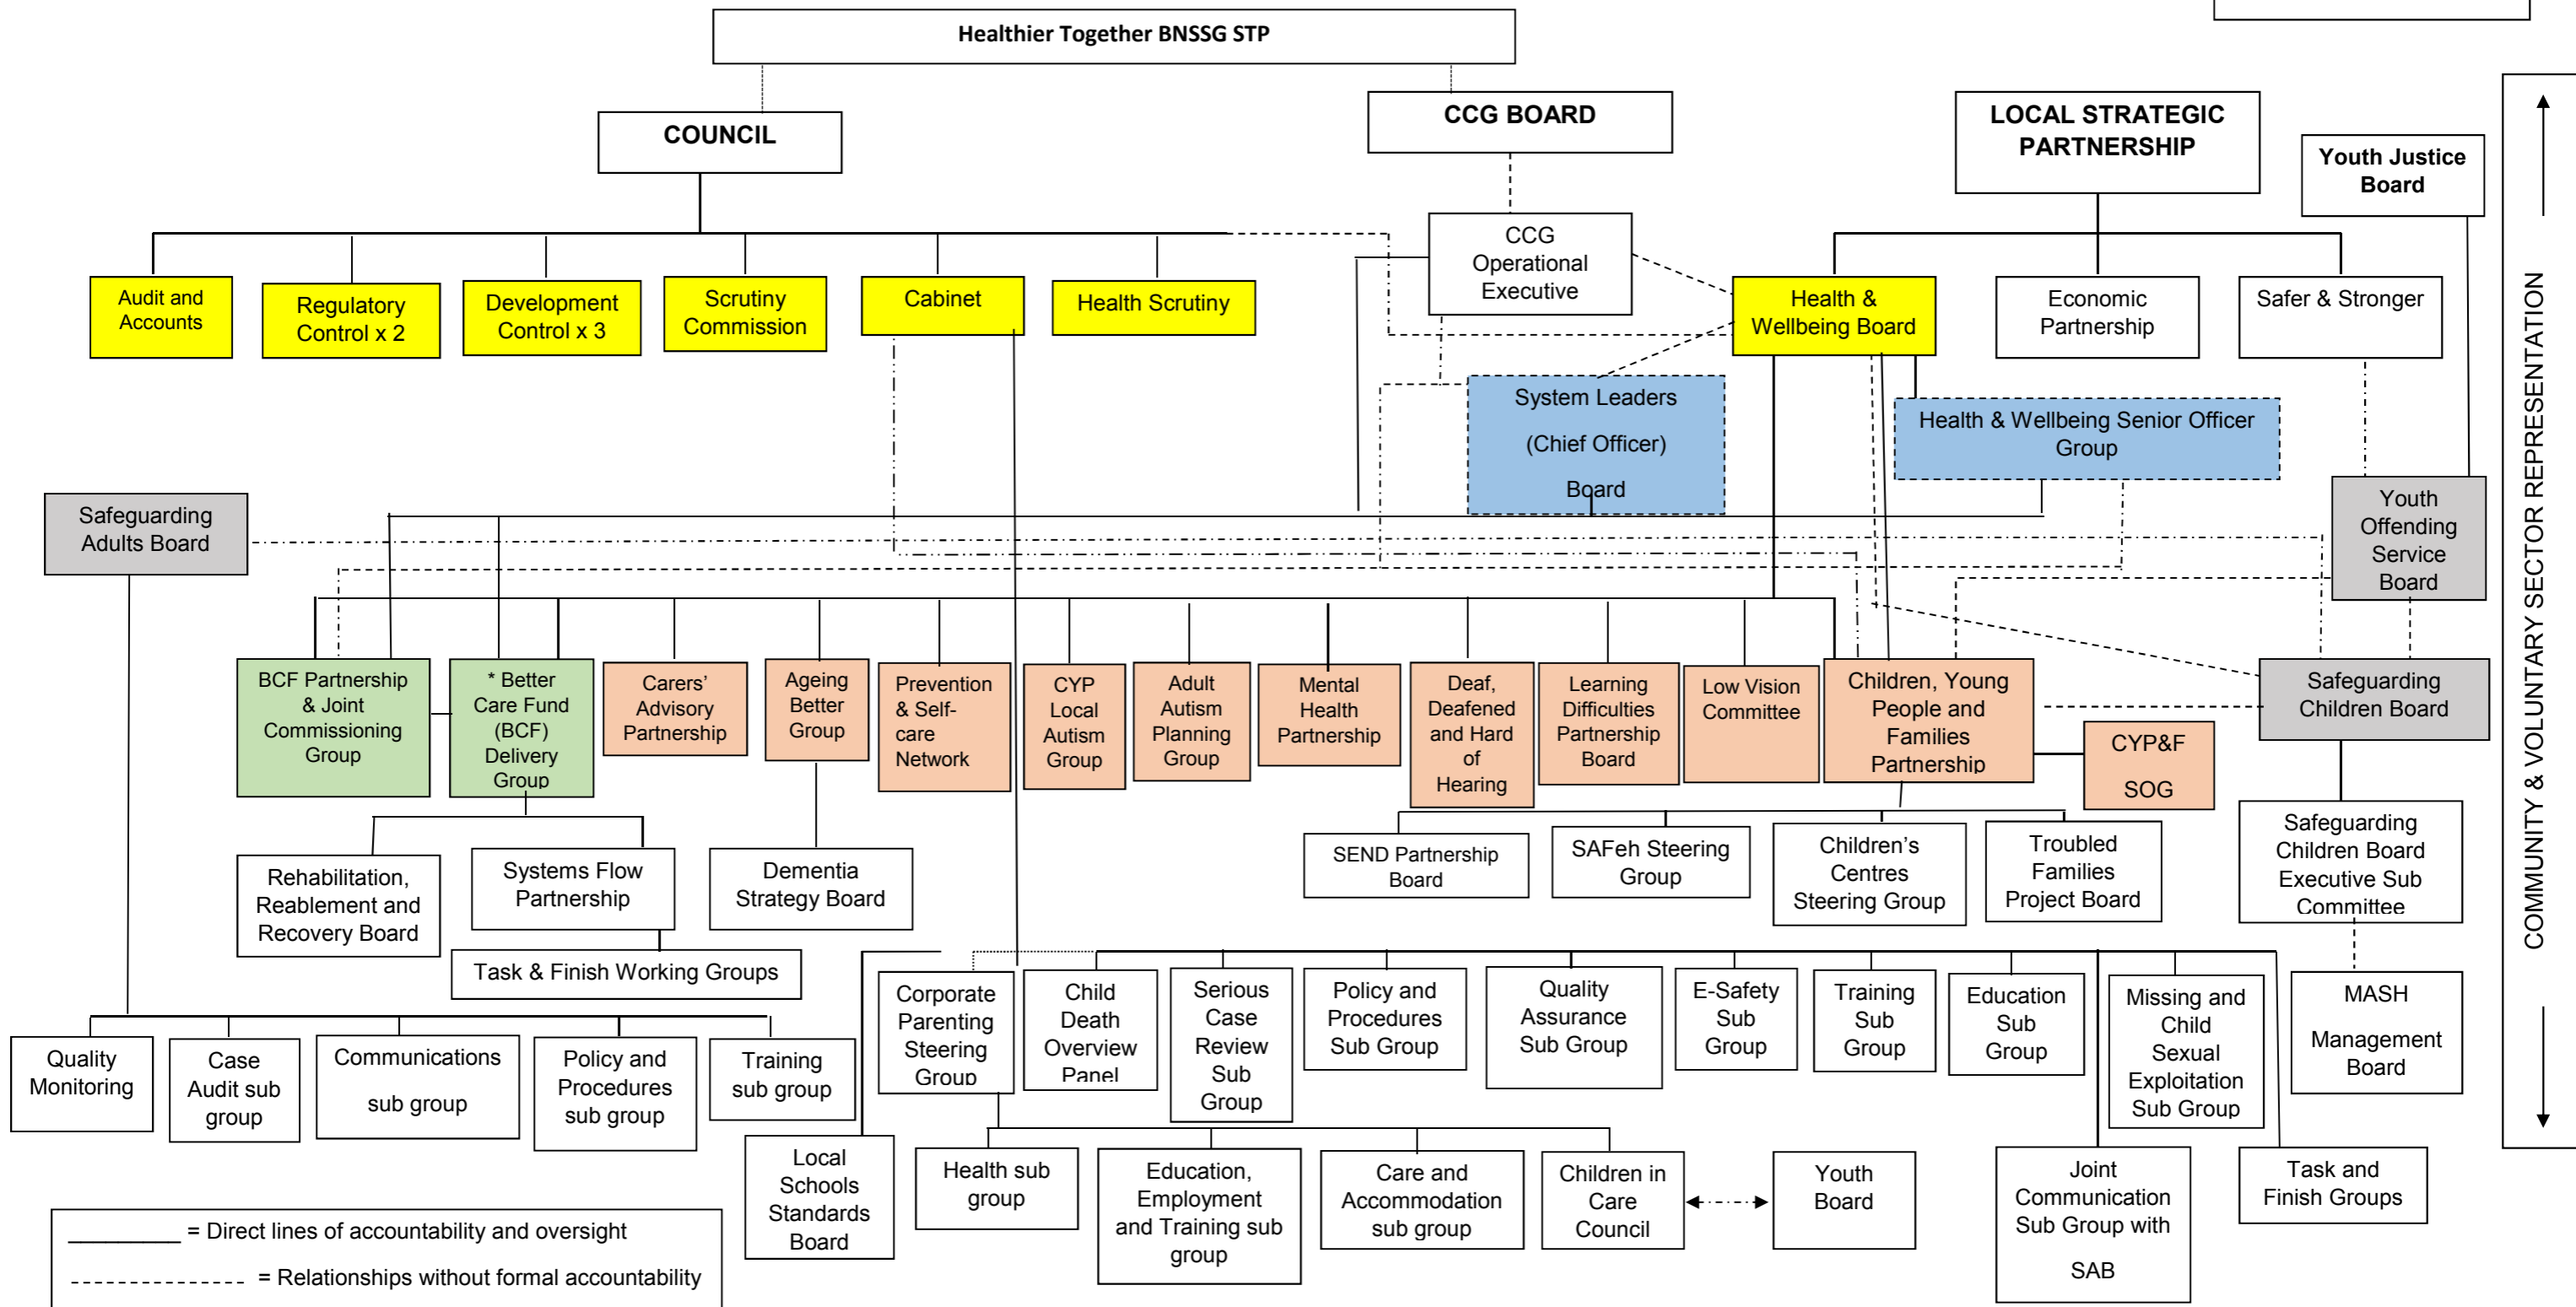 Healthier Together BNSSG STP
COUNCIL
CCG BOARD
LOCAL STRATEGIC
PARTNERSHIP
Youth Justice
Board
CCG
Operational
Executive
Audit and
Accounts
Regulatory
Control x 2
Development
Control x 3
Scrutiny
Commission
Cabinet
Health Scrutiny
Health &
Wellbeing Board
Economic
Partnership
Safer & Stronger
System Leaders
(Chief Officer)
Board
Health & Wellbeing Senior Officer
Group
Safeguarding
Adults Board
Youth
Offending
Service
Board
COMMUNITY & VOLUNTARY SECTOR REPRESENTATION
BCF Partnership
& Joint
Commissioning
Group
* Better
Care Fund
(BCF)
Delivery
Group
Carers’
Advisory
Partnership
Ageing
Better
Group
Prevention
& Self-
care
Network
CYP
Local
Autism
Group
Adult
Autism
Planning
Group
Mental
Health
Partnership
Deaf,
Deafened
and Hard
of
Hearing
Learning
Difficulties
Partnership
Board
Low Vision
Committee
Children, Young
People and
Families
Partnership
CYP&F
SOG
Safeguarding
Children Board
Rehabilitation,
Reablement and
Recovery Board
Systems Flow
Partnership
Dementia
Strategy Board
Task & Finish Working Groups
SEND Partnership
Board
SAFeh Steering
Group
Children’s
Centres
Steering Group
Troubled
Families
Project Board
Safeguarding
Children Board
Executive Sub
Committee
Quality
Monitoring
Case
Audit sub
group
Communications
sub group
Policy and
Procedures
sub group
Training
sub group
Local
Schools
Standards
Board
Corporate
Parenting
Steering
Group
Child
Death
Overview
Panel
Serious
Case
Review
Sub
Group
Policy and
Procedures
Sub Group
Quality
Assurance
Sub Group
E-Safety
Sub
Group
Training
Sub
Group
Education
Sub
Group
Missing and
Child
Sexual
Exploitation
Sub Group
MASH
Management
Board
Health sub
group
Education,
Employment
and Training sub
group
Care and
Accommodation
sub group
Children in
Care
Council
Youth
Board
Joint
Communication
Sub Group with
SAB
Task and
Finish Groups
_________ = Direct lines of accountability and oversight
---------------- = Relationships without formal accountability